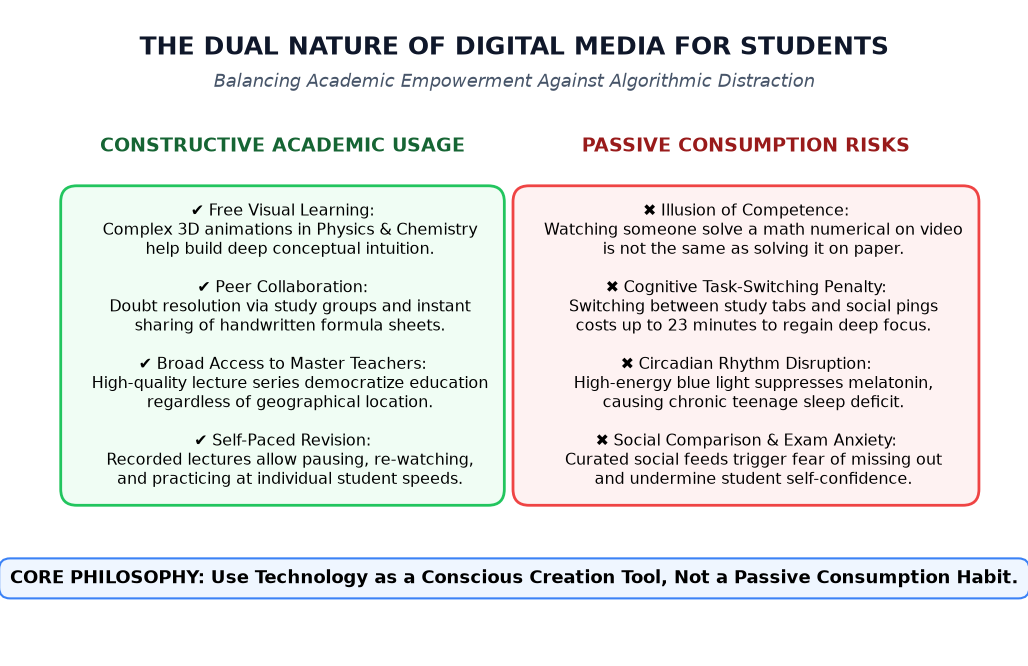 THE DUAL NATURE OF DIGITAL MEDIA FOR STUDENTS
Balancing Academic Empowerment Against Algorithmic Distraction
CONSTRUCTIVE ACADEMIC USAGE
✔ Free Visual Learning:
Complex 3D animations in Physics & Chemistry
help build deep conceptual intuition.
✔ Peer Collaboration:
Doubt resolution via study groups and instant
sharing of handwritten formula sheets.
✔ Broad Access to Master Teachers:
High-quality lecture series democratize education
regardless of geographical location.
✔ Self-Paced Revision:
Recorded lectures allow pausing, re-watching,
and practicing at individual student speeds.
PASSIVE CONSUMPTION RISKS
✖ Illusion of Competence:
Watching someone solve a math numerical on video
is not the same as solving it on paper.
✖ Cognitive Task-Switching Penalty:
Switching between study tabs and social pings
costs up to 23 minutes to regain deep focus.
✖ Circadian Rhythm Disruption:
High-energy blue light suppresses melatonin,
causing chronic teenage sleep deficit.
✖ Social Comparison & Exam Anxiety:
Curated social feeds trigger fear of missing out
and undermine student self-confidence.
CORE PHILOSOPHY: Use Technology as a Conscious Creation Tool, Not a Passive Consumption Habit.